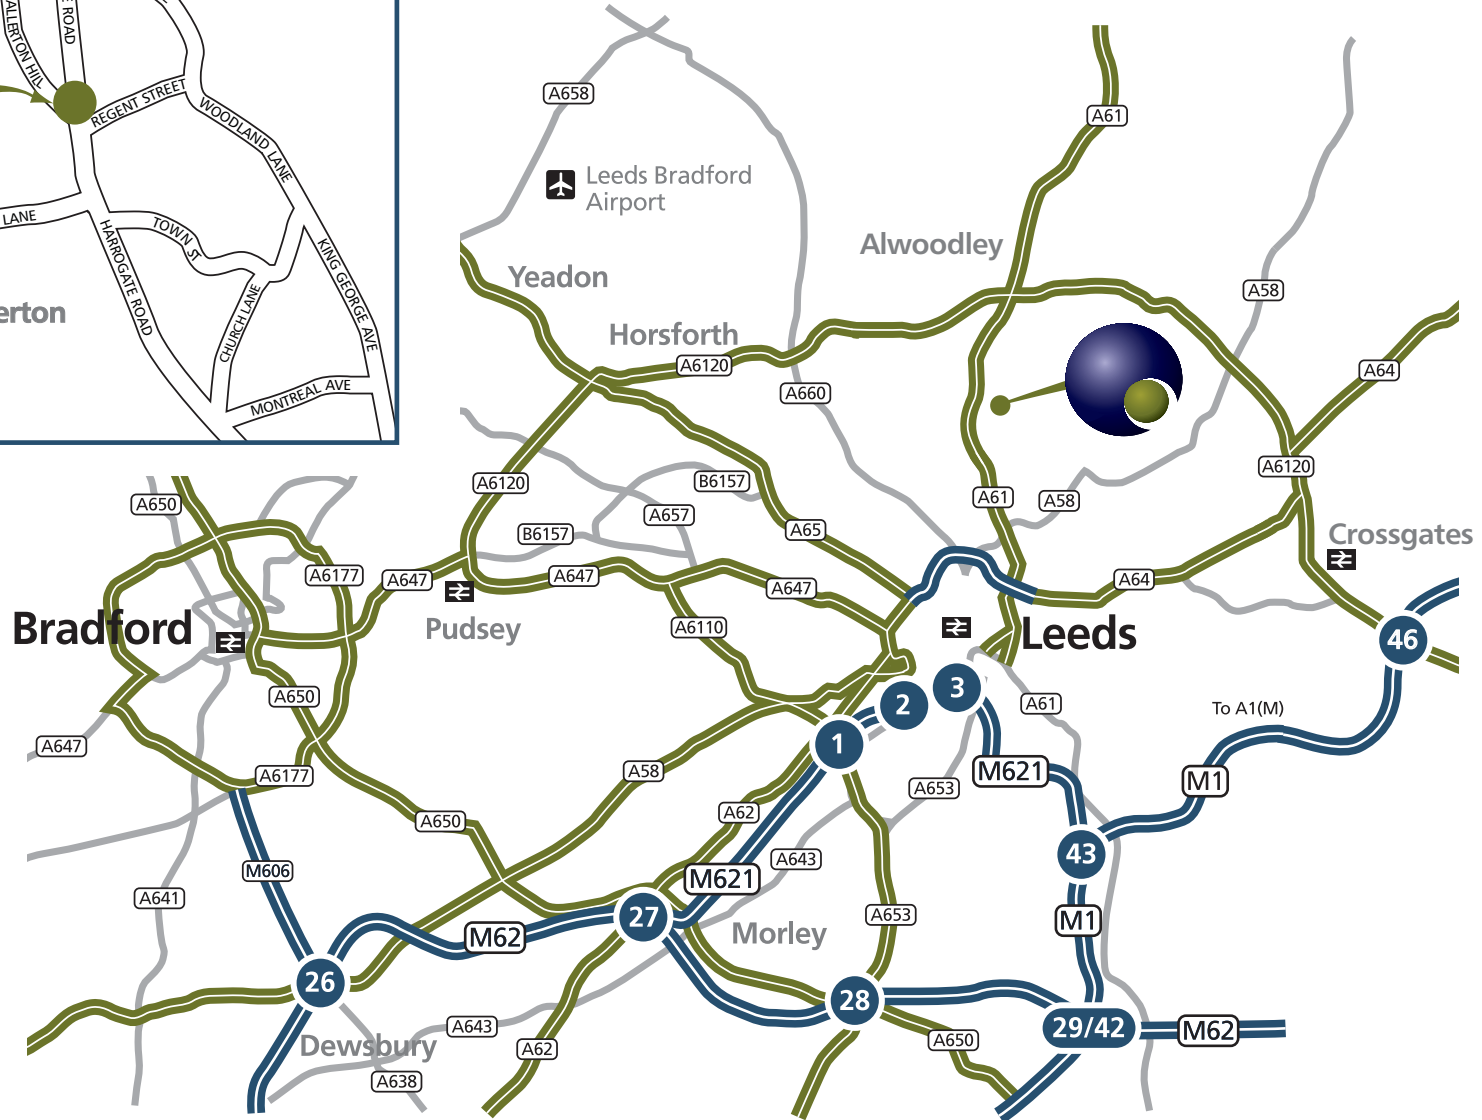 ALLERTON HILL
E ROAD
REGENT STREET
WOODLAND LANE
LANE
TOWN ST
HARROGATE ROAD
KING GEORGE AVE
CHURCH LANE
MONTREAL AVE
erton
A658
A61
Leeds Bradford
Airport
Alwoodley
Yeadon
A58
Horsforth
A6120
A64
A660
A6120
A6120
B6157
A61
A58
A650
A657
B6157
A65
Crossgates
A6177
A647
A647
A647
A64
Bradford
Pudsey
A6110
Leeds
46
A650
3
2
A61
To A1(M)
A647
1
A6177
A58
M621
M1
A653
A62
A650
43
A643
M606
M621
A641
27
A653
M1
M62
Morley
26
28
A643
29/42
M62
Dewsbury
A62
A650
A638